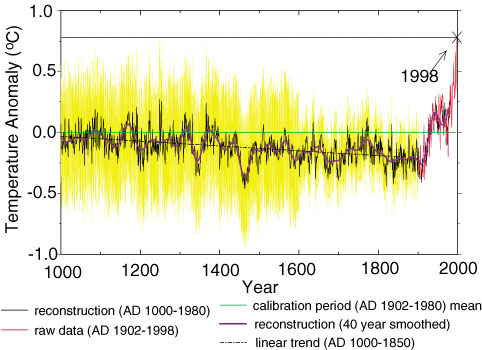 1.0
0.5
0.0
-0.5
-1.0
Temperature Anomaly (ºC)
1998
1000
1200
1400
1600
1800
2000
Year
reconstruction (AD 1000-1980)
raw data (AD 1902-1998)
calibration period (AD 1902-1980) mean
reconstruction (40 year smoothed)
linear trend (AD 1000-1850)